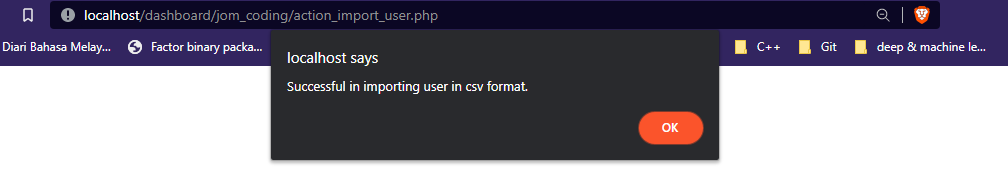 localhost/dashboard/jom_coding/action_import_user.php
Diari Bahasa Melay... Factor binary packa... C++ Git deep & machine le...
localhost says
Successful in importing user in csv format.
OK